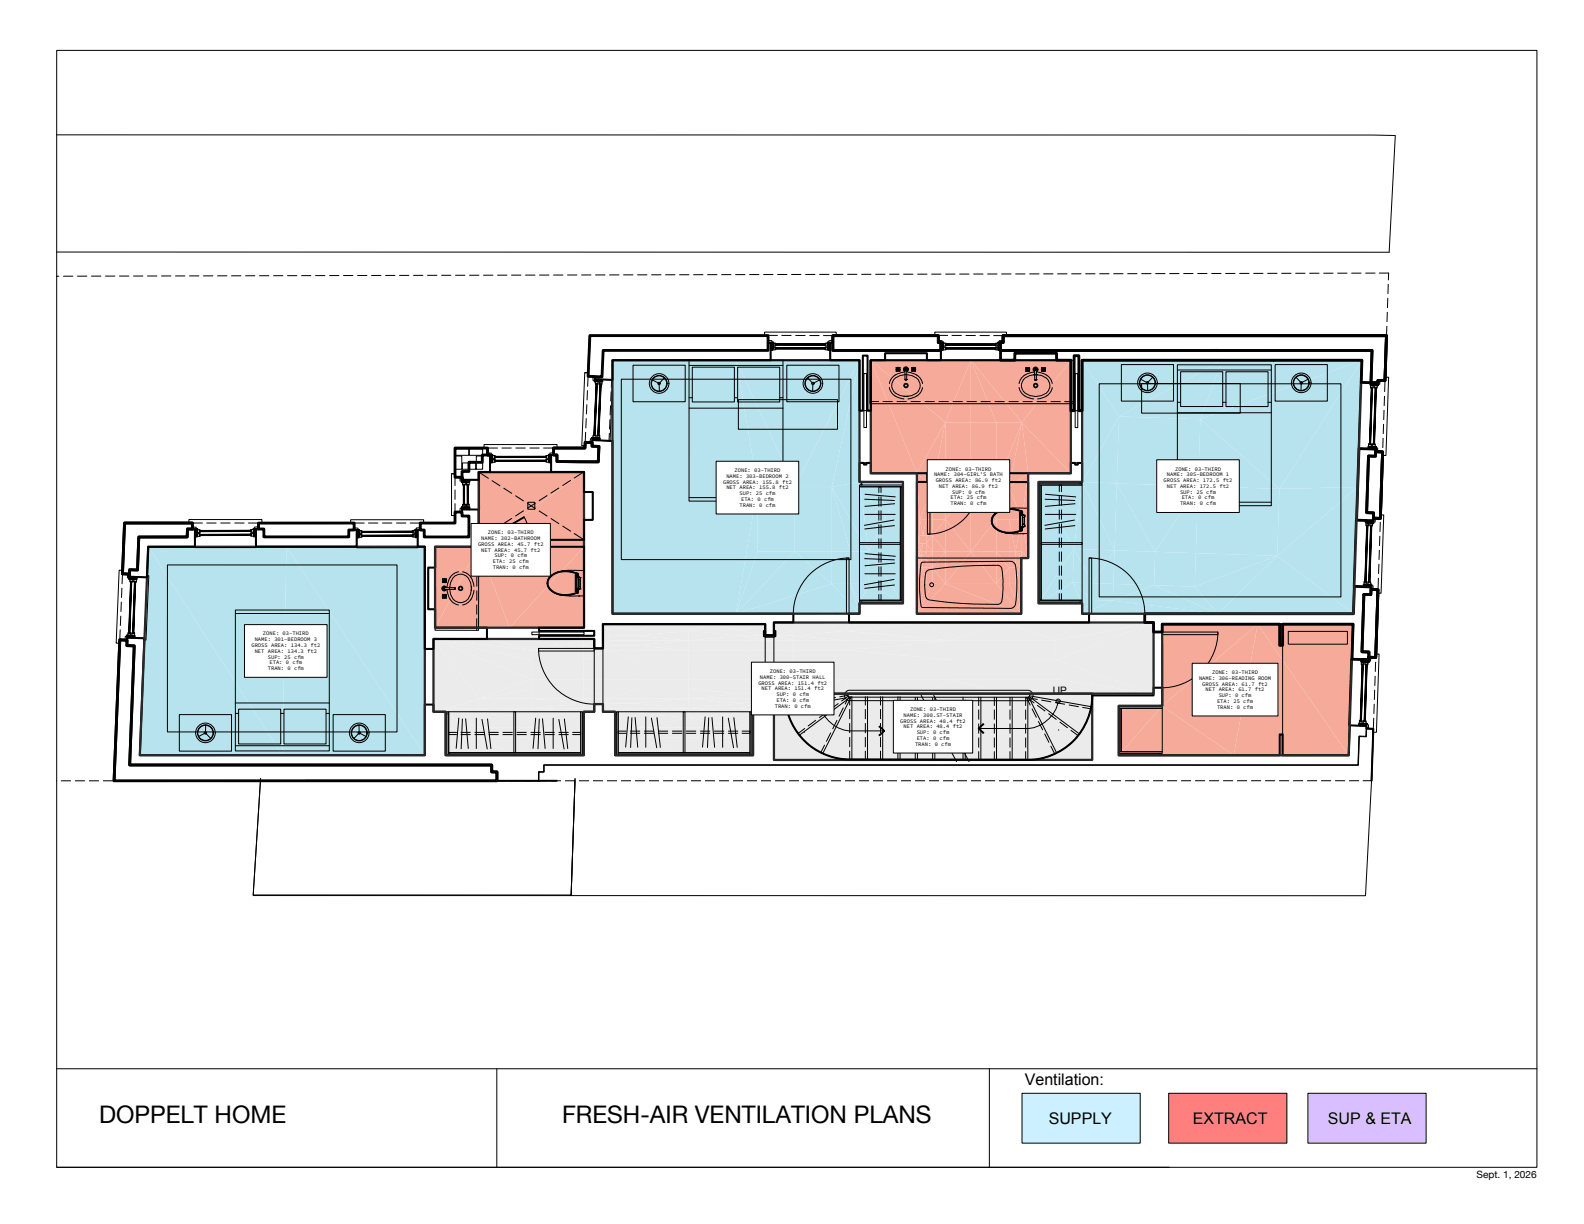 ZONE: 03-THIRD
NAME: 303-BEDROOM 2
GROSS AREA: 155.8 ft2
NET AREA: 155.8 ft2
SUP: 25 cfm
ETA: 0 cfm
TRAN: 0 cfm
ZONE: 03-THIRD
NAME: 304-GIRL'S BATH
GROSS AREA: 86.9 ft2
NET AREA: 86.9 ft2
SUP: 0 cfm
ETA: 25 cfm
TRAN: 0 cfm
ZONE: 03-THIRD
NAME: 305-BEDROOM 1
GROSS AREA: 172.5 ft2
NET AREA: 172.5 ft2
SUP: 25 cfm
ETA: 0 cfm
TRAN: 0 cfm
ZONE: 03-THIRD
NAME: 302-BATHROOM
GROSS AREA: 45.7 ft2
NET AREA: 45.7 ft2
SUP: 0 cfm
ETA: 25 cfm
TRAN: 0 cfm
ZONE: 03-THIRD
NAME: 301-BEDROOM 3
GROSS AREA: 134.3 ft2
NET AREA: 134.3 ft2
SUP: 25 cfm
ETA: 0 cfm
TRAN: 0 cfm
ZONE: 03-THIRD
NAME: 300-STAIR HALL
GROSS AREA: 151.4 ft2
NET AREA: 151.4 ft2
SUP: 0 cfm
ETA: 0 cfm
TRAN: 0 cfm
UP
ZONE: 03-THIRD
NAME: 300.ST-STAIR
GROSS AREA: 48.4 ft2
NET AREA: 48.4 ft2
SUP: 0 cfm
ETA: 0 cfm
TRAN: 0 cfm
ZONE: 03-THIRD
NAME: 306-READING ROOM
GROSS AREA: 61.7 ft2
NET AREA: 61.7 ft2
SUP: 0 cfm
ETA: 25 cfm
TRAN: 0 cfm
DOPPELT HOME
FRESH-AIR VENTILATION PLANS
Ventilation:
SUPPLY
EXTRACT
SUP & ETA
Sept. 1, 2026